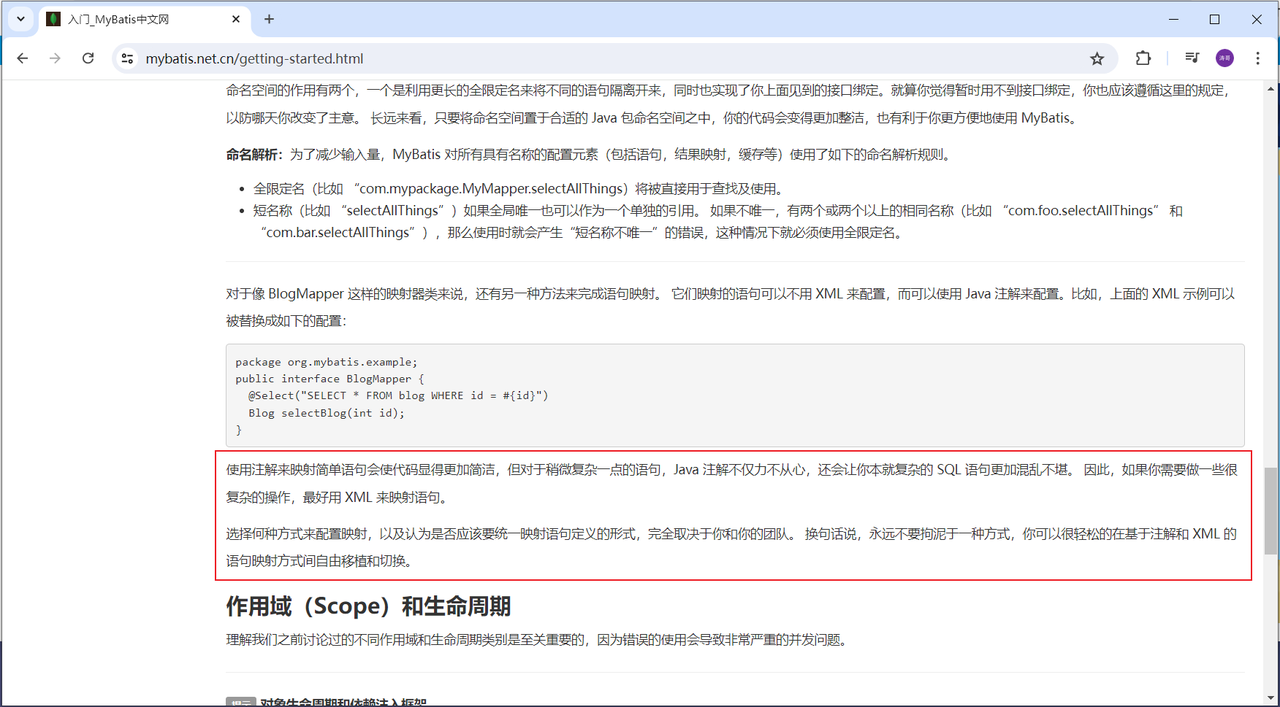 入门_MyBatis中文网
mybatis.net.cn/getting-started.html
清哥
命名空间的作用有两个，一个是利用更长的全限定名来将不同的语句隔离开来，同时也实现了你上面见到的接口绑定。就算你觉得暂时用不到接口绑定，你也应该遵循这里的规定，
以防哪天你改变了主意。 长远来看，只要将命名空间置于合适的 Java 包命名空间之中，你的代码会变得更加整洁，也有利于你更方便地使用 MyBatis。
命名解析：为了减少输入量，MyBatis 对所有具有名称的配置元素（包括语句，结果映射，缓存等）使用了如下的命名解析规则。
• 全限定名（比如 “com.mypackage.MyMapper.selectAllThings）将被直接用于查找及使用。
• 短名称（比如 “selectAllThings”）如果全局唯一也可以作为一个单独的引用。 如果不唯一，有两个或两个以上的相同名称（比如 “com.foo.selectAllThings” 和
“com.bar.selectAllThings”），那么使用时就会产生“短名称不唯一”的错误，这种情况下就必须使用全限定名。
对于像 BlogMapper 这样的映射器类来说，还有另一种方法来完成语句映射。 它们映射的语句可以不用 XML 来配置，而可以使用 Java 注解来配置。比如，上面的 XML 示例可以
被替换成如下的配置：
package org.mybatis.example;
public interface BlogMapper {
  @Select("SELECT * FROM blog WHERE id = #{id}")
  Blog selectBlog(int id);
}
使用注解来映射简单语句会使代码显得更加简洁，但对于稍微复杂一点的语句，Java 注解不仅力不从心，还会让你本就复杂的 SQL 语句更加混乱不堪。 因此，如果你需要做一些很
复杂的操作，最好用 XML 来映射语句。
选择何种方式来配置映射，以及认为是否应该要统一映射语句定义的形式，完全取决于你和你的团队。 换句话说，永远不要拘泥于一种方式，你可以很轻松的在基于注解和 XML 的
语句映射方式间自由移植和切换。
作用域（Scope）和生命周期
理解我们之前讨论过的不同作用域和生命周期类别是至关重要的，因为错误的使用会导致非常严重的并发问题。
提示 对象生命周期和依赖注入框架